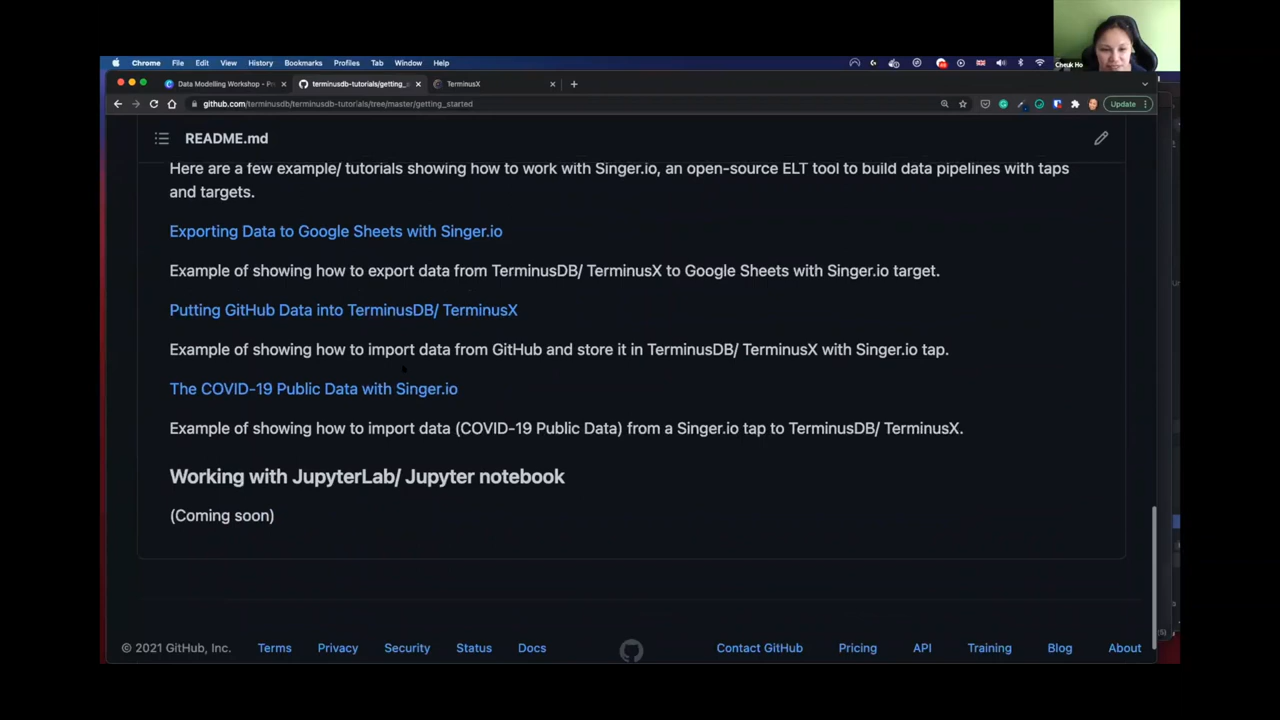 Cheuk Ho
Chrome File Edit View History Bookmarks Profiles Tab Window Help
Data Modelling Workshop - Pr terminusdb-tutorials/getting_s TerminusX
github.com/terminusdb/terminusdb-tutorials/tree/master/getting_started Update
README.md
Here are a few example/ tutorials showing how to work with Singer.io, an open-source ELT tool to build data pipelines with taps
and targets.
Exporting Data to Google Sheets with Singer.io
Example of showing how to export data from TerminusDB/ TerminusX to Google Sheets with Singer.io target.
Putting GitHub Data into TerminusDB/ TerminusX
Example of showing how to import data from GitHub and store it in TerminusDB/ TerminusX with Singer.io tap.
The COVID-19 Public Data with Singer.io
Example of showing how to import data (COVID-19 Public Data) from a Singer.io tap to TerminusDB/ TerminusX.
Working with JupyterLab/ Jupyter notebook
(Coming soon)
© 2021 GitHub, Inc. Terms Privacy Security Status Docs Contact GitHub Pricing API Training Blog About